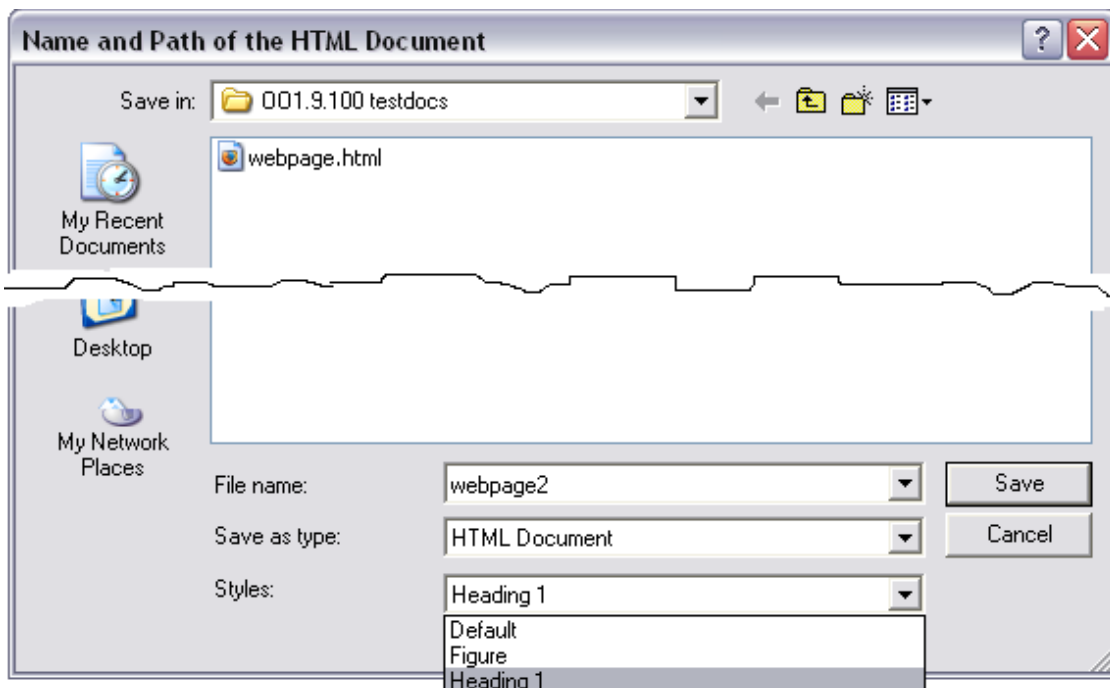 Name and Path of the HTML Document
Save in: OO1.9.100 testdocs
webpage.html
My Recent
Documents
Desktop
My Network
Places
File name: webpage2 Save
Save as type: HTML Document Cancel
Styles: Heading 1
Default
Figure
Heading 1